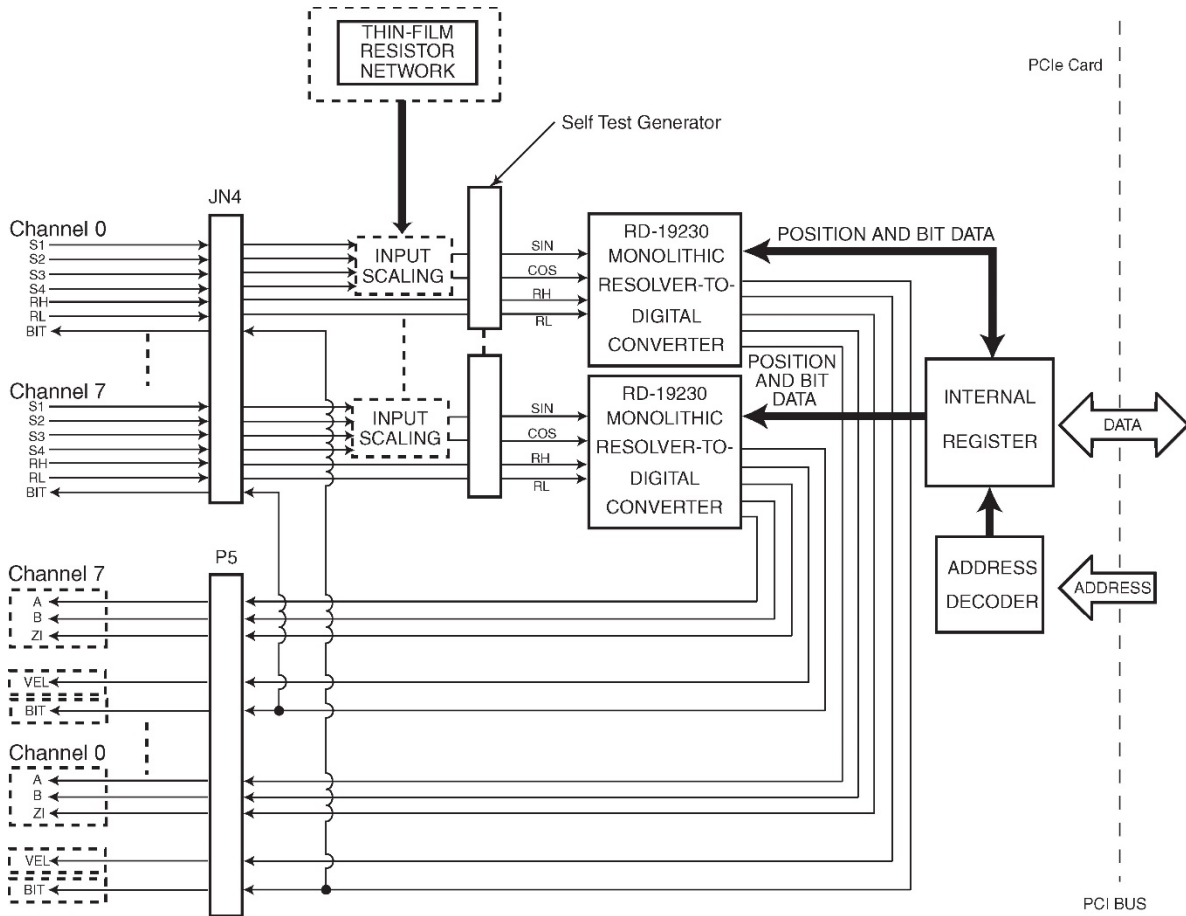 THIN-FILM
RESISTOR
NETWORK
PCIe Card
Self Test Generator
JN4
Channel 0
S1
S2
S3
S4
RH
RL
BIT
INPUT
SCALING
SIN
COS
RH
RL
RD-19230
MONOLITHIC
RESOLVER-TO-
DIGITAL
CONVERTER
POSITION AND BIT DATA
Channel 7
S1
S2
S3
S4
RH
RL
BIT
INPUT
SCALING
SIN
COS
RH
RL
RD-19230
MONOLITHIC
RESOLVER-TO-
DIGITAL
CONVERTER
POSITION
AND BIT
DATA
INTERNAL
REGISTER
DATA
ADDRESS
DECODER
ADDRESS
P5
Channel 7
A
B
ZI
VEL
BIT
Channel 0
A
B
ZI
VEL
BIT
PCI BUS